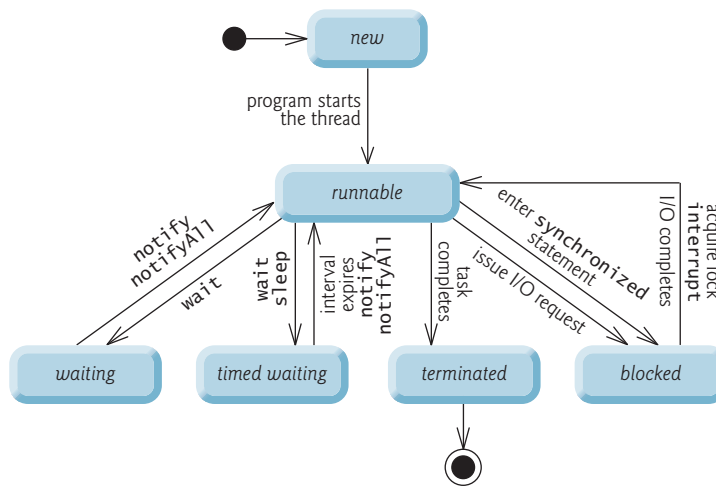 new
program starts
the thread
runnable
notify
notifyAll
wait
wait
sleep
interval
expires
notify
notifyAll
task
completes
enter synchronized
statement
issue I/O request
acquire lock
interrupt
I/O completes
waiting
timed waiting
terminated
blocked